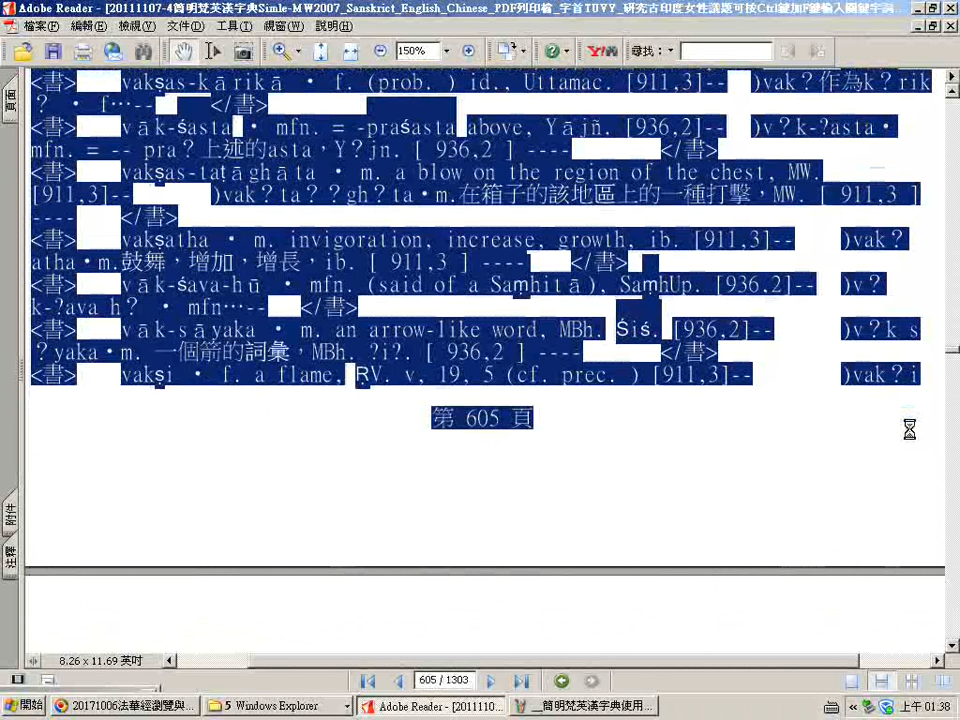 Adobe Reader - [20111107-4簡明梵英漢字典Simle-MW2007_Sanskrict_English_Chinese_PDF列印檔_字首TUVY_研究古印度女性議題可按Ctrl鍵加F鍵輸入關鍵字詞...
檔案(F) 編輯(E) 檢視(V) 文件(D) 工具(T) 視窗(W) 說明(H)
150% 尋找:
頁面
<書> vakṣas-kārikā ‧ f. (prob. ) id., Uttamac. [911,3]-- )vak?作為k?rik
? ‧ f…-- </書>
<書> vāk-śasta ‧ mfn. = -praśasta above, Yājñ. [936,2]-- )v?k-?asta‧
mfn. = -- pra?上述的asta, Y?jn. [ 936,2 ] ---- </書>
<書> vakṣas-taṭāghāta ‧ m. a blow on the region of the chest, MW.
[911,3]-- )vak?ta??gh?ta‧m.在箱子的該地區上的一種打擊，MW. [ 911,3 ]
---- </書>
<書> vakṣatha ‧ m. invigoration, increase, growth, ib. [911,3]-- )vak?
atha‧m.鼓舞，增加，增長，ib. [ 911,3 ] ---- </書>
<書> vāk-śava-hū ‧ mfn. (said of a Saṃhitā), SaṃhUp. [936,2]-- )v?
k-?ava h? ‧ mfn…-- </書>
<書> vāk-sāyaka ‧ m. an arrow-like word, MBh. Śiś. [936,2]-- )v?k s
?yaka‧m. 一個箭的詞彙，MBh. ?i?. [ 936,2 ] ---- </書>
<書> vakṣi ‧ f. a flame, ṚV. v, 19, 5 (cf. prec. ) [911,3]-- )vak?i
第 605 頁
附件
注釋
8.26 x 11.69 英吋
605 / 1303
開始 20171006法華經瀏覽與... 5 Windows Explorer Adobe Reader - [2011110... __簡明梵英漢字典使用... 上午 01:38